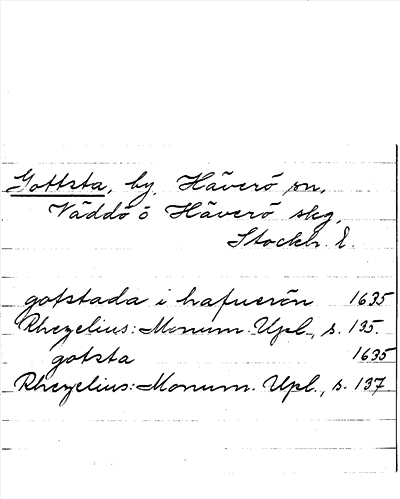 Gottsta, by, Häverö sn,
Väddö o Häverö skg,
Stockh. l.
gotstada i hafuerön 1635
Rhezelius: Monum. Upl., s. 135.
gotsta 1635
Rhezelius: Monum. Upl., s. 137